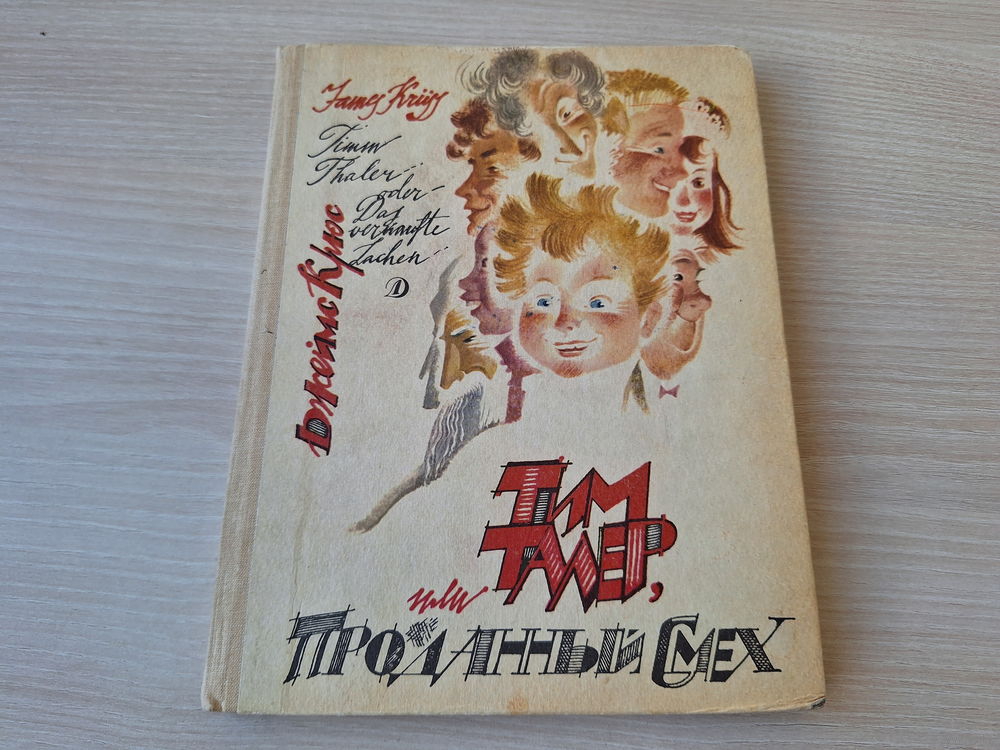 James Krüss
Timm
Thaler
oder
Das
verkaufte
Lachen
Д
Джеймс Крюс
Тим
Талер,
или
Проданный Смех